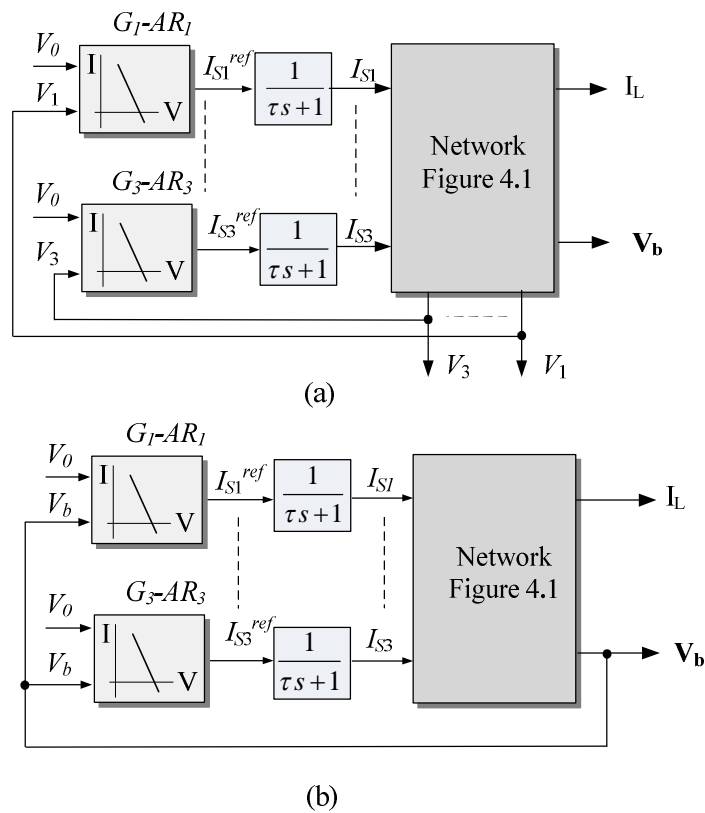 G1-AR1
V0
V1
I
V
IS1ref
1
τs+1
IS1
Network
Figure 4.1
IL
Vb
G3-AR3
V0
V3
I
V
IS3ref
1
τs+1
IS3
V3
V1
(a)
G1-AR1
V0
Vb
I
V
IS1ref
1
τs+1
IS1
Network
Figure 4.1
IL
Vb
G3-AR3
V0
Vb
I
V
IS3ref
1
τs+1
IS3
(b)